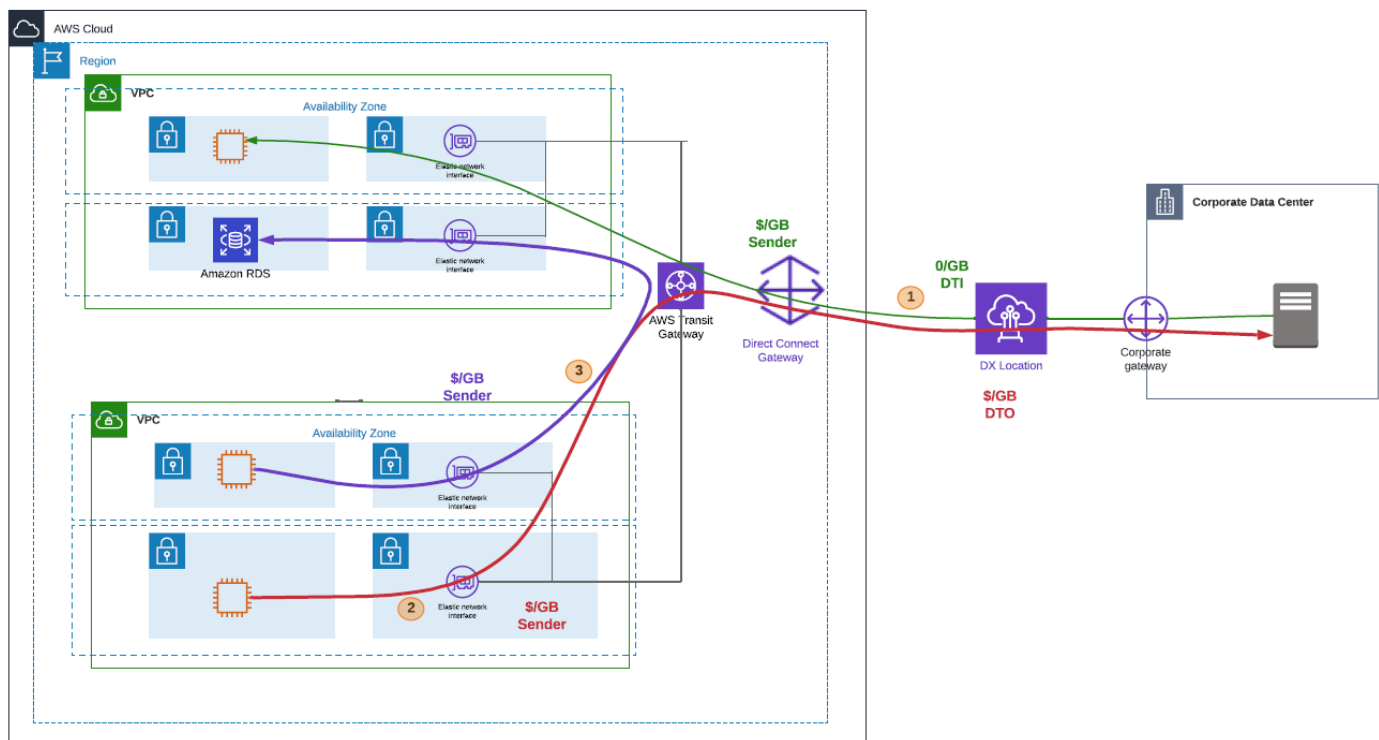 AWS Cloud
Region
VPC
Availability Zone
Elastic network
interface
Amazon RDS
Elastic network
interface
$/GB
Sender
AWS Transit
Gateway
Direct Connect
Gateway
0/GB
DTI
1
DX Location
$/GB
DTO
Corporate Data Center
Corporate
gateway
3
$/GB
Sender
VPC
Availability Zone
Elastic network
interface
2
Elastic network
interface
$/GB
Sender